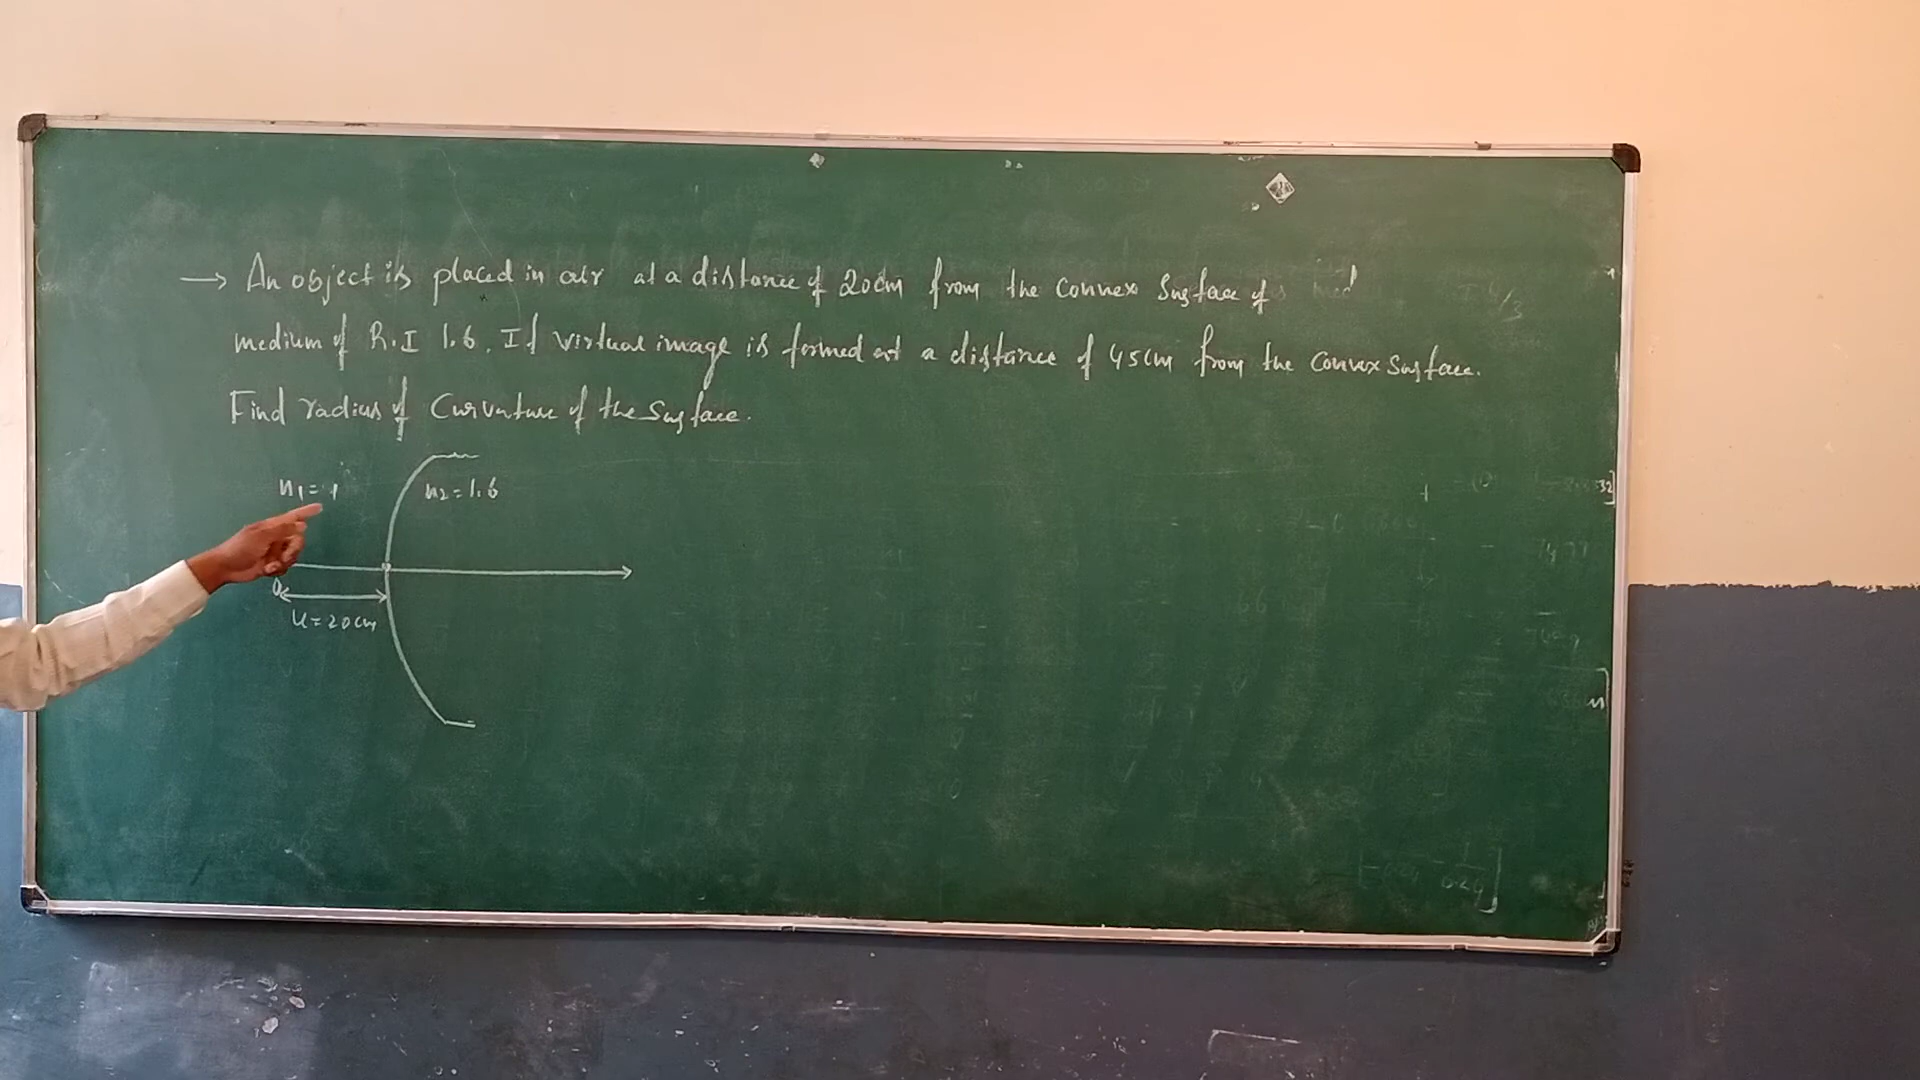 → An object is placed in air at a distance of 20cm from the convex surface of
medium of R.I 1.6. If virtual image is formed at a distance of 45cm from the convex surface.
Find radius of Curvature of the surface.
n₁ = 1
n₂ = 1.6
O
u = 20cm